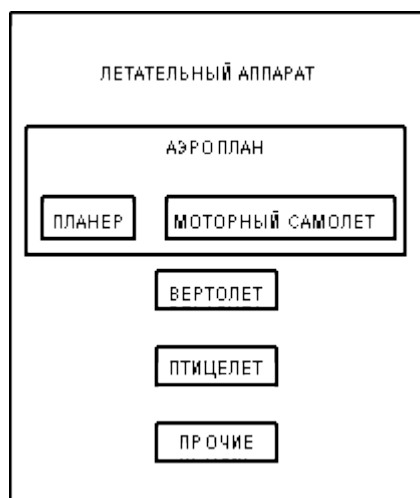 ЛЕТАТЕЛЬНЫЙ АППАРАТ
АЭРОПЛАН
ПЛАНЕР МОТОРНЫЙ САМОЛЕТ
ВЕРТОЛЕТ
ПТИЦЕЛЕТ
ПРОЧИЕ